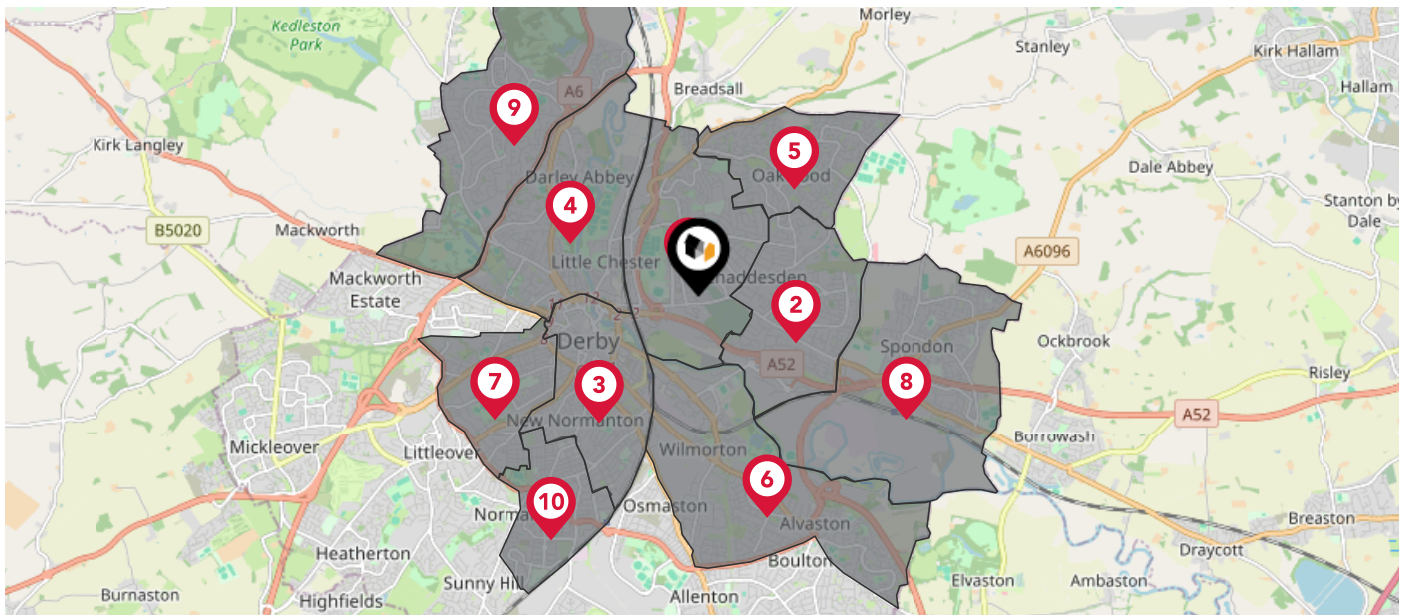 Kedleston
Park
Morley
Stanley
Kirk Hallam
Breadsall
A6
Hallam
9
Kirk Langley
5
Dale Abbey
Darley Abbey
Stanton by
Dale
4
B5020
Mackworth
A6096
Little Chester
Mackworth
Estate
2
Derby
Spondon
Ockbrook
A52
Risley
7
3
8
A52
New Normanton
Mickleover
Littleover
Wilmorton
Borrowash
6
10
Osmaston
Alvaston
Breaston
Heatherton
Boulton
Draycott
Sunny Hill
Elvaston
Ambaston
Burnaston
Highfields
Allenton